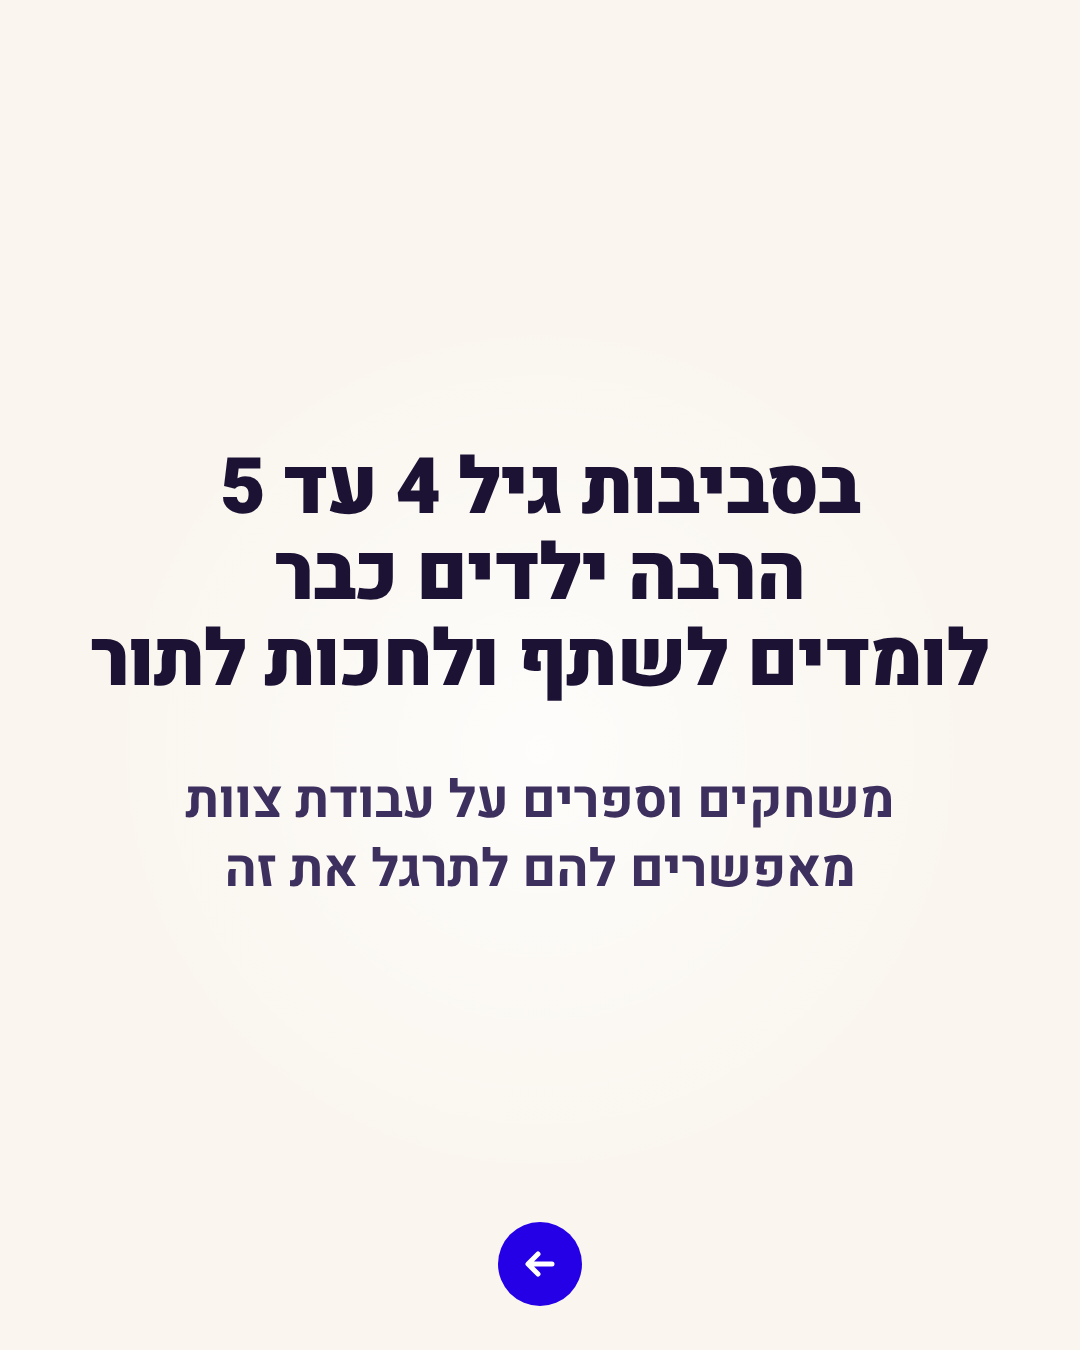 בסביבות גיל 4 עד 5
הרבה ילדים כבר
לומדים לשתף ולחכות לתור
משחקים וספרים על עבודת צוות
מאפשרים להם לתרגל את זה